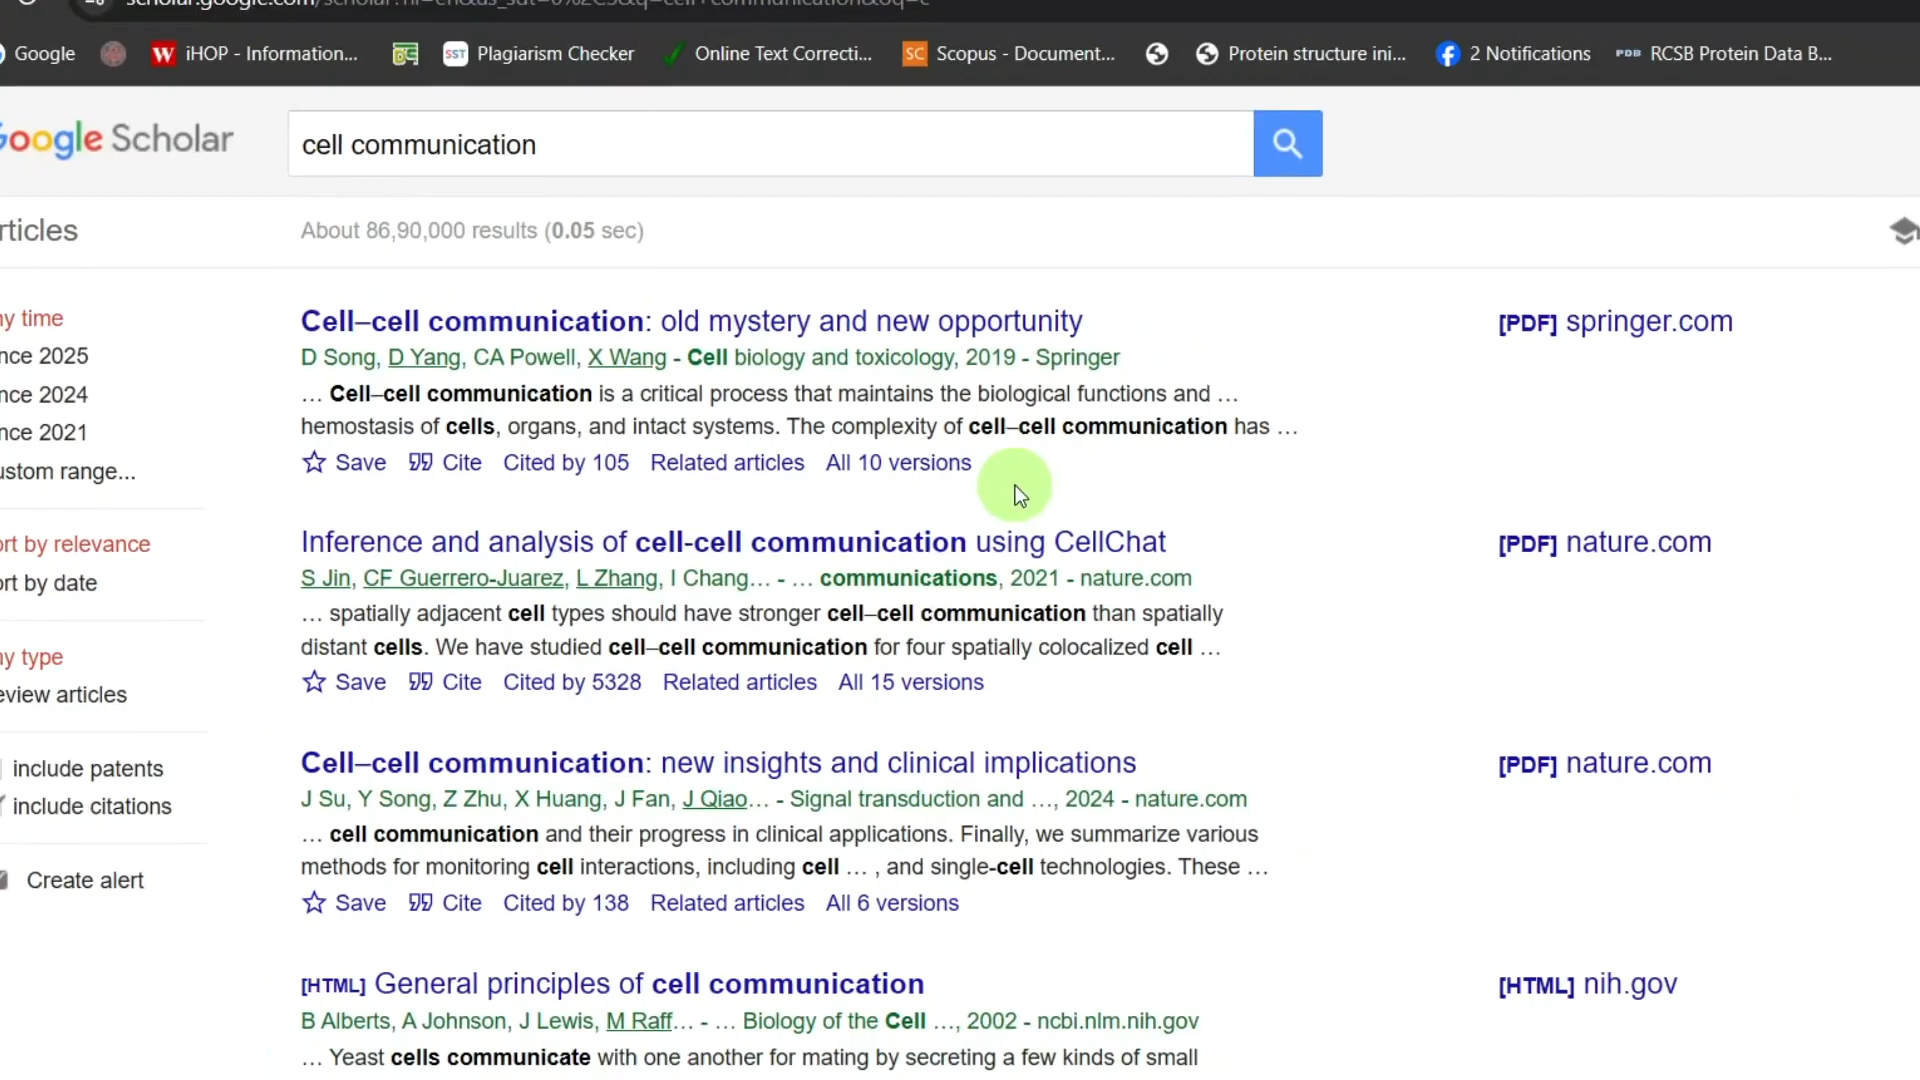 Google iHOP - Information... SST Plagiarism Checker Online Text Correcti... SC Scopus - Document... Protein structure ini... 2 Notifications PDB RCSB Protein Data B...
Google Scholar
cell communication
rticles
About 86,90,000 results (0.05 sec)
ny time
nce 2025
nce 2024
nce 2021
ustom range...
ort by relevance
ort by date
ny type
eview articles
include patents
include citations
Create alert
Cell–cell communication: old mystery and new opportunity
[PDF] springer.com
D Song, D Yang, CA Powell, X Wang - Cell biology and toxicology, 2019 - Springer
… Cell–cell communication is a critical process that maintains the biological functions and …
hemostasis of cells, organs, and intact systems. The complexity of cell–cell communication has …
Save Cite Cited by 105 Related articles All 10 versions
Inference and analysis of cell-cell communication using CellChat
[PDF] nature.com
S Jin, CF Guerrero-Juarez, L Zhang, I Chang… - … communications, 2021 - nature.com
… spatially adjacent cell types should have stronger cell–cell communication than spatially
distant cells. We have studied cell–cell communication for four spatially colocalized cell …
Save Cite Cited by 5328 Related articles All 15 versions
Cell–cell communication: new insights and clinical implications
[PDF] nature.com
J Su, Y Song, Z Zhu, X Huang, J Fan, J Qiao… - Signal transduction and …, 2024 - nature.com
… cell communication and their progress in clinical applications. Finally, we summarize various
methods for monitoring cell interactions, including cell … , and single-cell technologies. These …
Save Cite Cited by 138 Related articles All 6 versions
[HTML] General principles of cell communication
[HTML] nih.gov
B Alberts, A Johnson, J Lewis, M Raff… - … Biology of the Cell …, 2002 - ncbi.nlm.nih.gov
… Yeast cells communicate with one another for mating by secreting a few kinds of small